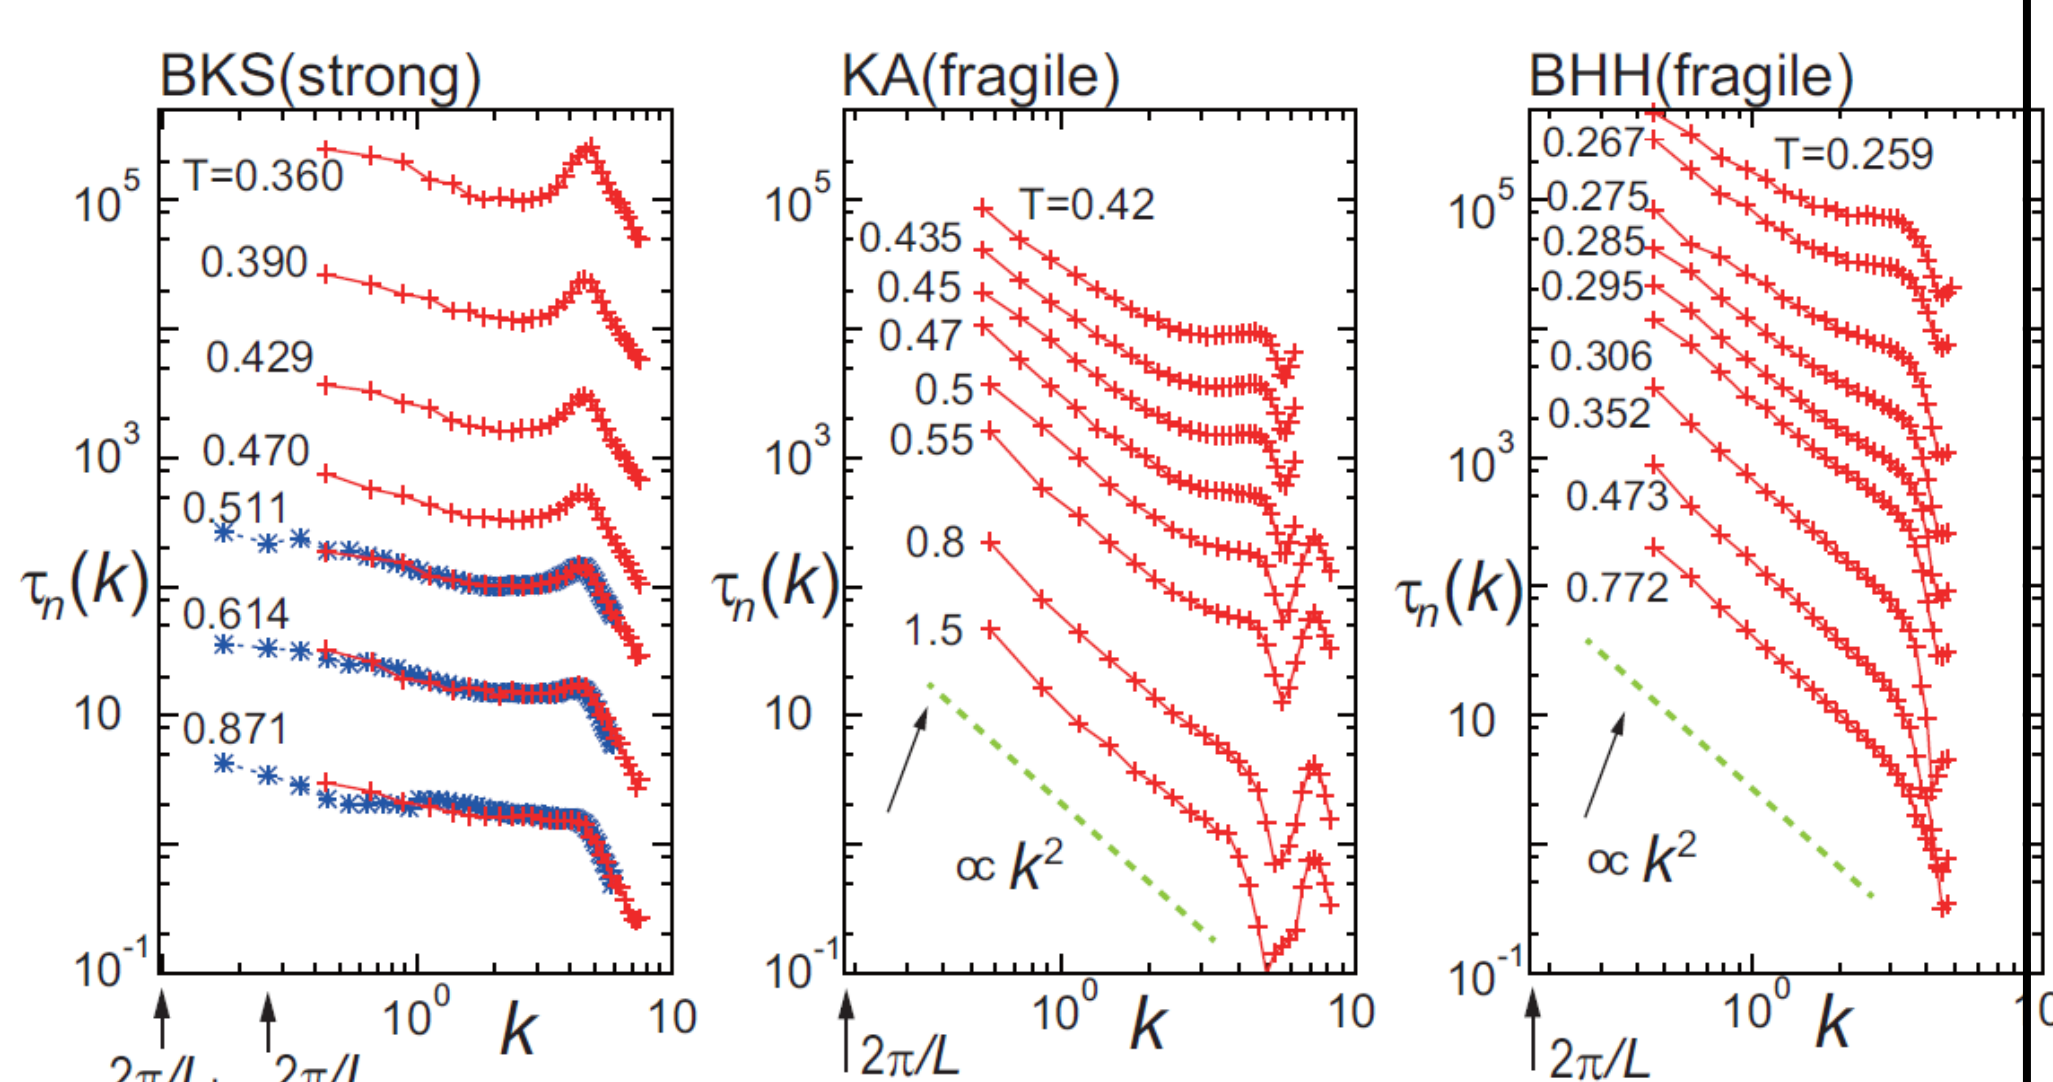 BKS(strong)
T=0.360
0.390
0.429
0.470
0.511
0.614
0.871
10^5
10^3
10
10^-1
τ_n(k)
10^0
k
10
2π/L
2π/L
KA(fragile)
T=0.42
0.435
0.45
0.47
0.5
0.55
0.8
1.5
∝ k^2
10^5
10^3
10
10^-1
τ_n(k)
10^0
k
10
2π/L
BHH(fragile)
T=0.259
0.267
0.275
0.285
0.295
0.306
0.352
0.473
0.772
∝ k^2
10^5
10^3
10
10^-1
τ_n(k)
10^0
k
10
2π/L